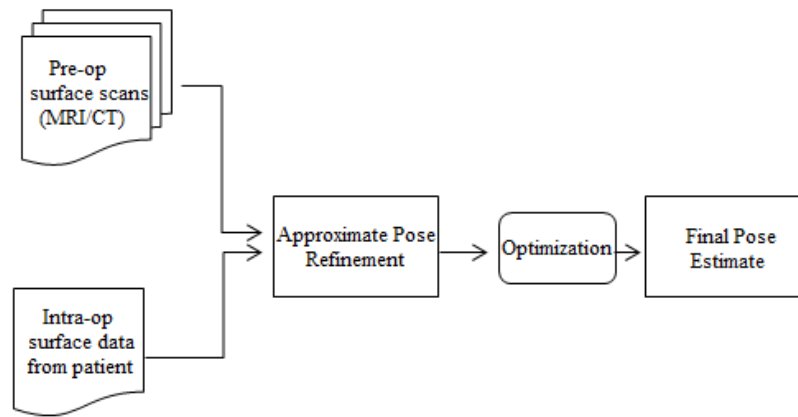 Pre-op
surface scans
(MRI/CT)
Approximate Pose
Refinement
Optimization
Final Pose
Estimate
Intra-op
surface data
from patient